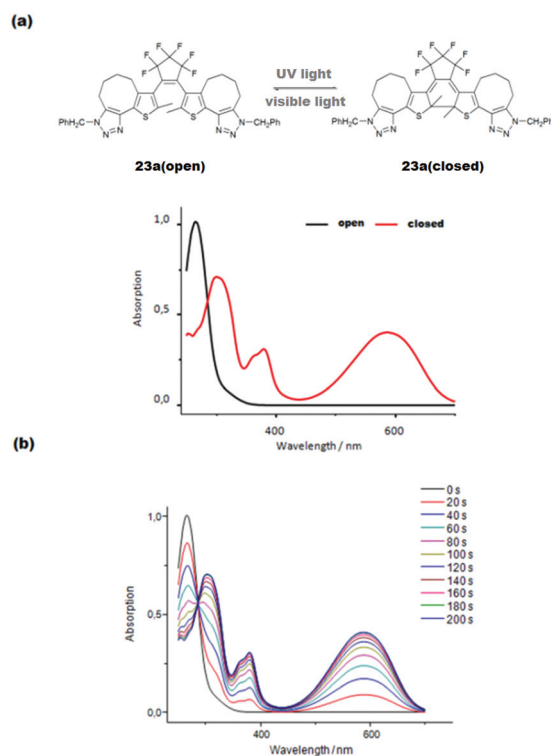 (a)
F F F F F F
UV light
visible light
F F F F F F
PhH₂C N N=N S S N=N N CH₂Ph
PhH₂C N N=N S S N=N N CH₂Ph
23a(open)
23a(closed)
open closed
1,0
0,5
0,0
Absorption
400 600
Wavelength / nm
(b)
0 s
20 s
40 s
60 s
80 s
100 s
120 s
140 s
160 s
180 s
200 s
1,0
0,5
0,0
Absorption
400 600
Wavelength / nm